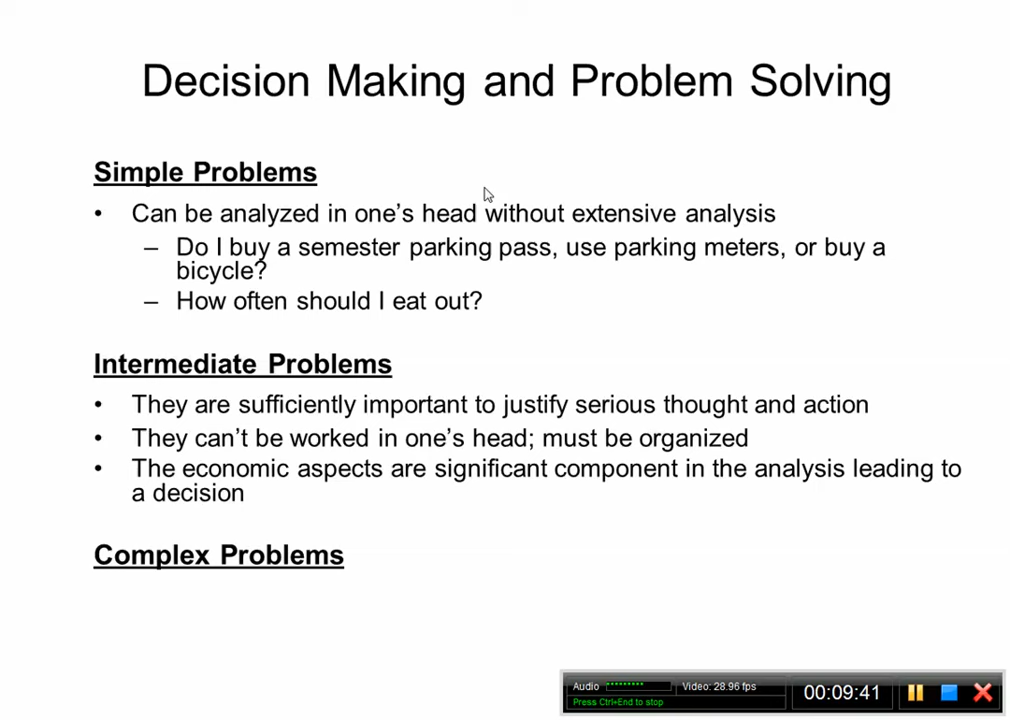 Decision Making and Problem Solving
Simple Problems
• Can be analyzed in one's head without extensive analysis
– Do I buy a semester parking pass, use parking meters, or buy a
bicycle?
– How often should I eat out?
Intermediate Problems
• They are sufficiently important to justify serious thought and action
• They can't be worked in one's head; must be organized
• The economic aspects are significant component in the analysis leading to
a decision
Complex Problems
Audio Video: 28.96 fps
Press Ctrl+End to stop
00:09:41